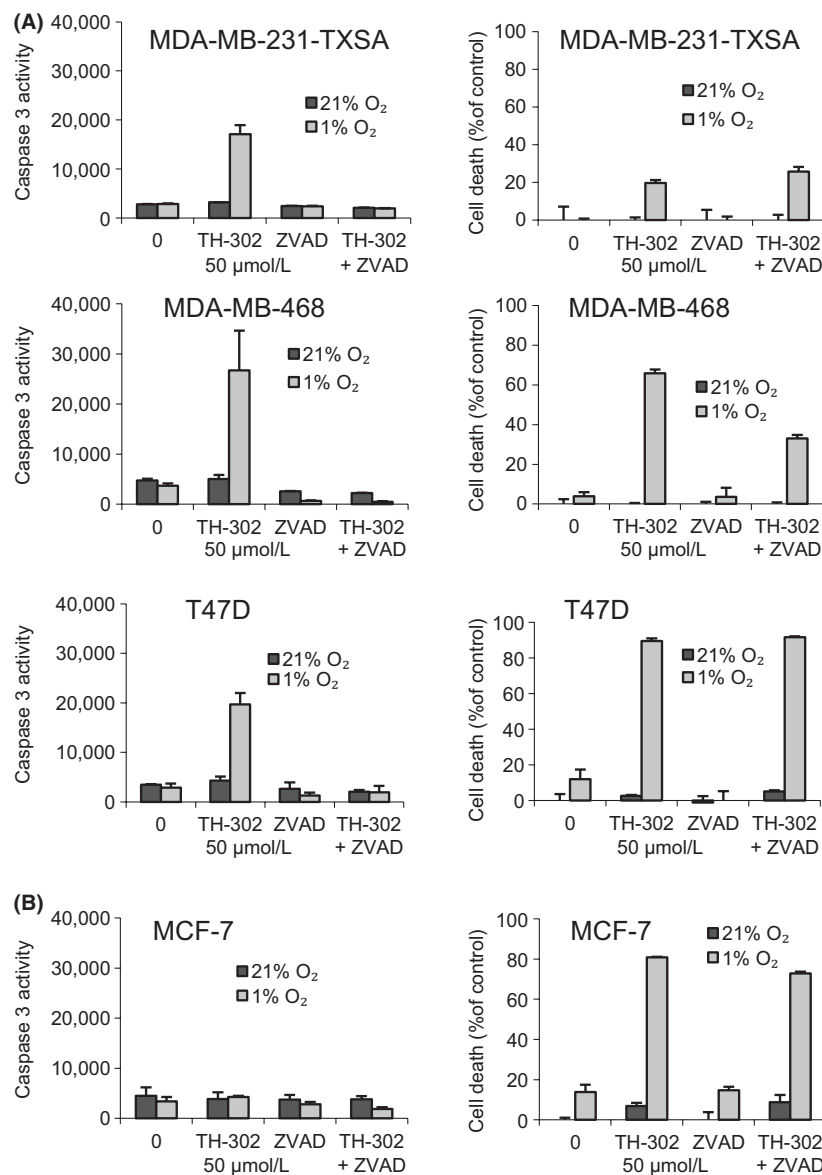 (A)
MDA-MB-231-TXSA
Caspase 3 activity
40,000
30,000
20,000
10,000
0
21% O₂
1% O₂
0 TH-302 ZVAD TH-302
50 µmol/L + ZVAD
MDA-MB-231-TXSA
Cell death (%of control)
100
80
60
40
20
0
21% O₂
1% O₂
0 TH-302 ZVAD TH-302
50 µmol/L + ZVAD
MDA-MB-468
Caspase 3 activity
40,000
30,000
20,000
10,000
0
21% O₂
1% O₂
0 TH-302 ZVAD TH-302
50 µmol/L + ZVAD
MDA-MB-468
Cell death (%of control)
100
80
60
40
20
0
21% O₂
1% O₂
0 TH-302 ZVAD TH-302
50 µmol/L + ZVAD
T47D
Caspase 3 activity
40,000
30,000
20,000
10,000
0
21% O₂
1% O₂
0 TH-302 ZVAD TH-302
50 µmol/L + ZVAD
T47D
Cell death (%of control)
100
80
60
40
20
0
21% O₂
1% O₂
0 TH-302 ZVAD TH-302
50 µmol/L + ZVAD
(B)
MCF-7
Caspase 3 activity
40,000
30,000
20,000
10,000
0
21% O₂
1% O₂
0 TH-302 ZVAD TH-302
50 µmol/L + ZVAD
MCF-7
Cell death (%of control)
100
80
60
40
20
0
21% O₂
1% O₂
0 TH-302 ZVAD TH-302
50 µmol/L + ZVAD